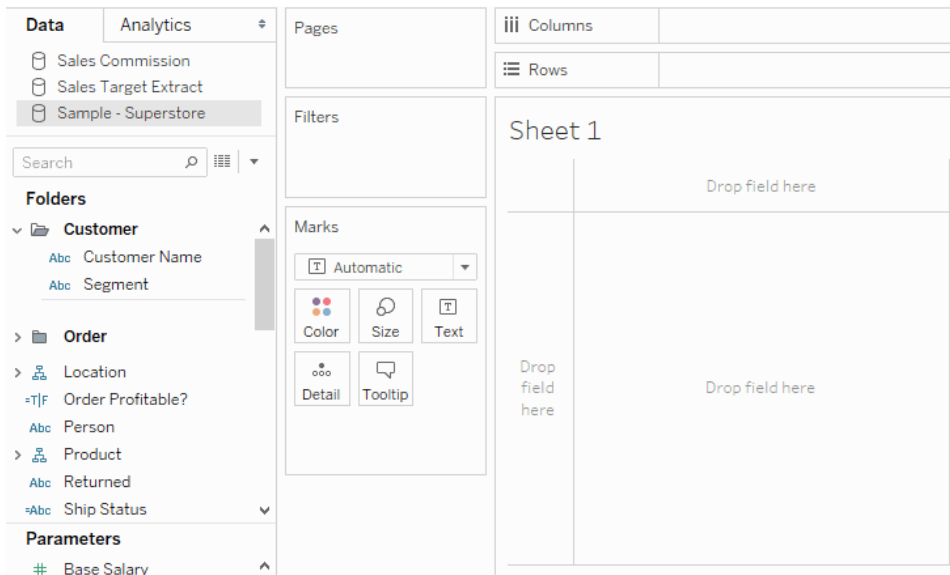 Data
Analytics
Sales Commission
Sales Target Extract
Sample - Superstore
Search
Folders
Customer
Abc Customer Name
Abc Segment
Order
Location
=T|F Order Profitable?
Abc Person
Product
Abc Returned
=Abc Ship Status
Parameters
# Base Salary
Pages
Filters
Marks
T Automatic
Color
Size
T Text
Detail
Tooltip
iii Columns
Rows
Sheet 1
Drop field here
Drop
field
here
Drop field here